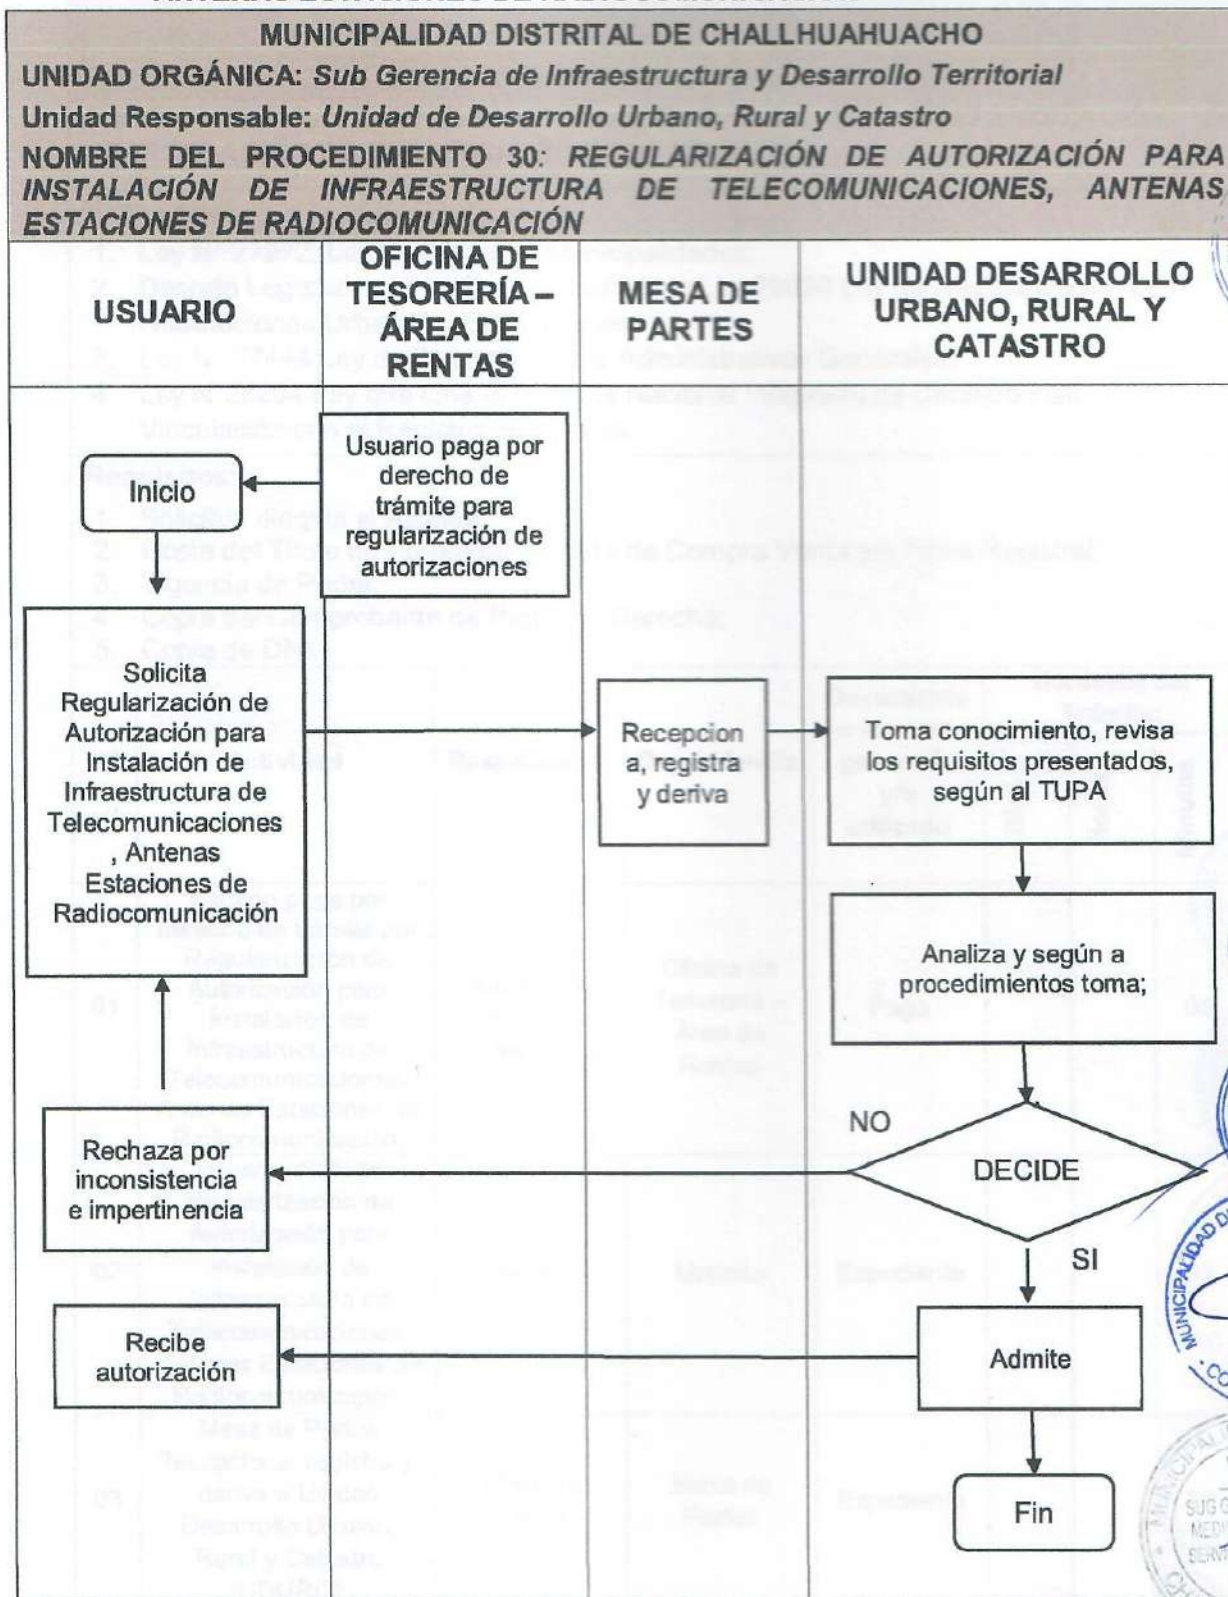 MUNICIPALIDAD DISTRITAL DE CHALLHUAHUACHO
UNIDAD ORGÁNICA: Sub Gerencia de Infraestructura y Desarrollo Territorial
Unidad Responsable: Unidad de Desarrollo Urbano, Rural y Catastro
NOMBRE DEL PROCEDIMIENTO 30: REGULARIZACIÓN DE AUTORIZACIÓN PARA
INSTALACIÓN DE INFRAESTRUCTURA DE TELECOMUNICACIONES, ANTENAS
ESTACIONES DE RADIOCOMUNICACIÓN
USUARIO
OFICINA DE
TESORERÍA –
ÁREA DE
RENTAS
MESA DE
PARTES
UNIDAD DESARROLLO
URBANO, RURAL Y
CATASTRO
Inicio
Usuario paga por
derecho de
trámite para
regularización de
autorizaciones
Solicita
Regularización de
Autorización para
Instalación de
Infraestructura de
Telecomunicaciones
, Antenas
Estaciones de
Radiocomunicación
Recepcion
a, registra
y deriva
Toma conocimiento, revisa
los requisitos presentados,
según al TUPA
Analiza y según a
procedimientos toma;
NO
DECIDE
Rechaza por
inconsistencia
e impertinencia
SI
Recibe
autorización
Admite
Fin
MUNICIPALIDAD